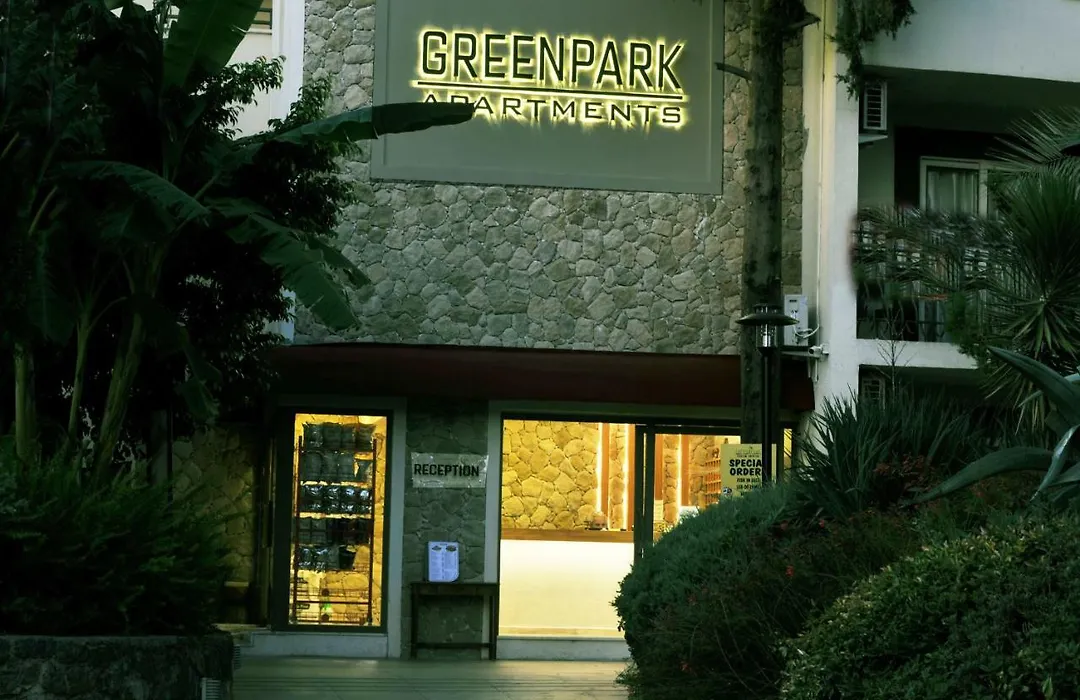 GREENPARK
APARTMENTS
RECEPTION
SPECIAL
ORDER